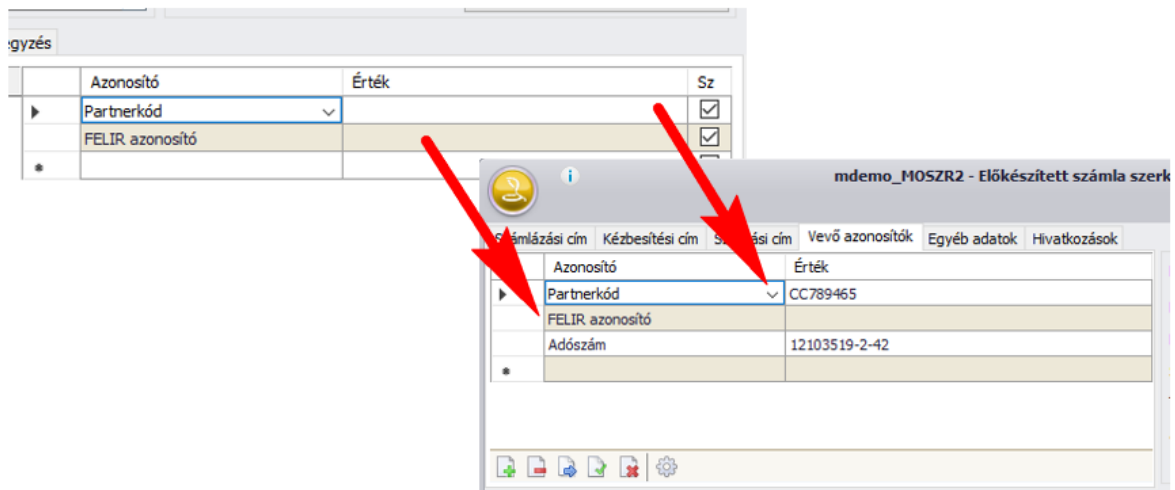 egyzés
Azonosító Érték Sz
Partnerkód
FELIR azonosító
mdemo_MOSZR2 - Előkészített számla szerk
Számlázási cím Kézbesítési cím cím Vevő azonosítók Egyéb adatok Hivatkozások
Azonosító Érték
Partnerkód CC789465
FELIR azonosító
Adószám 12103519-2-42